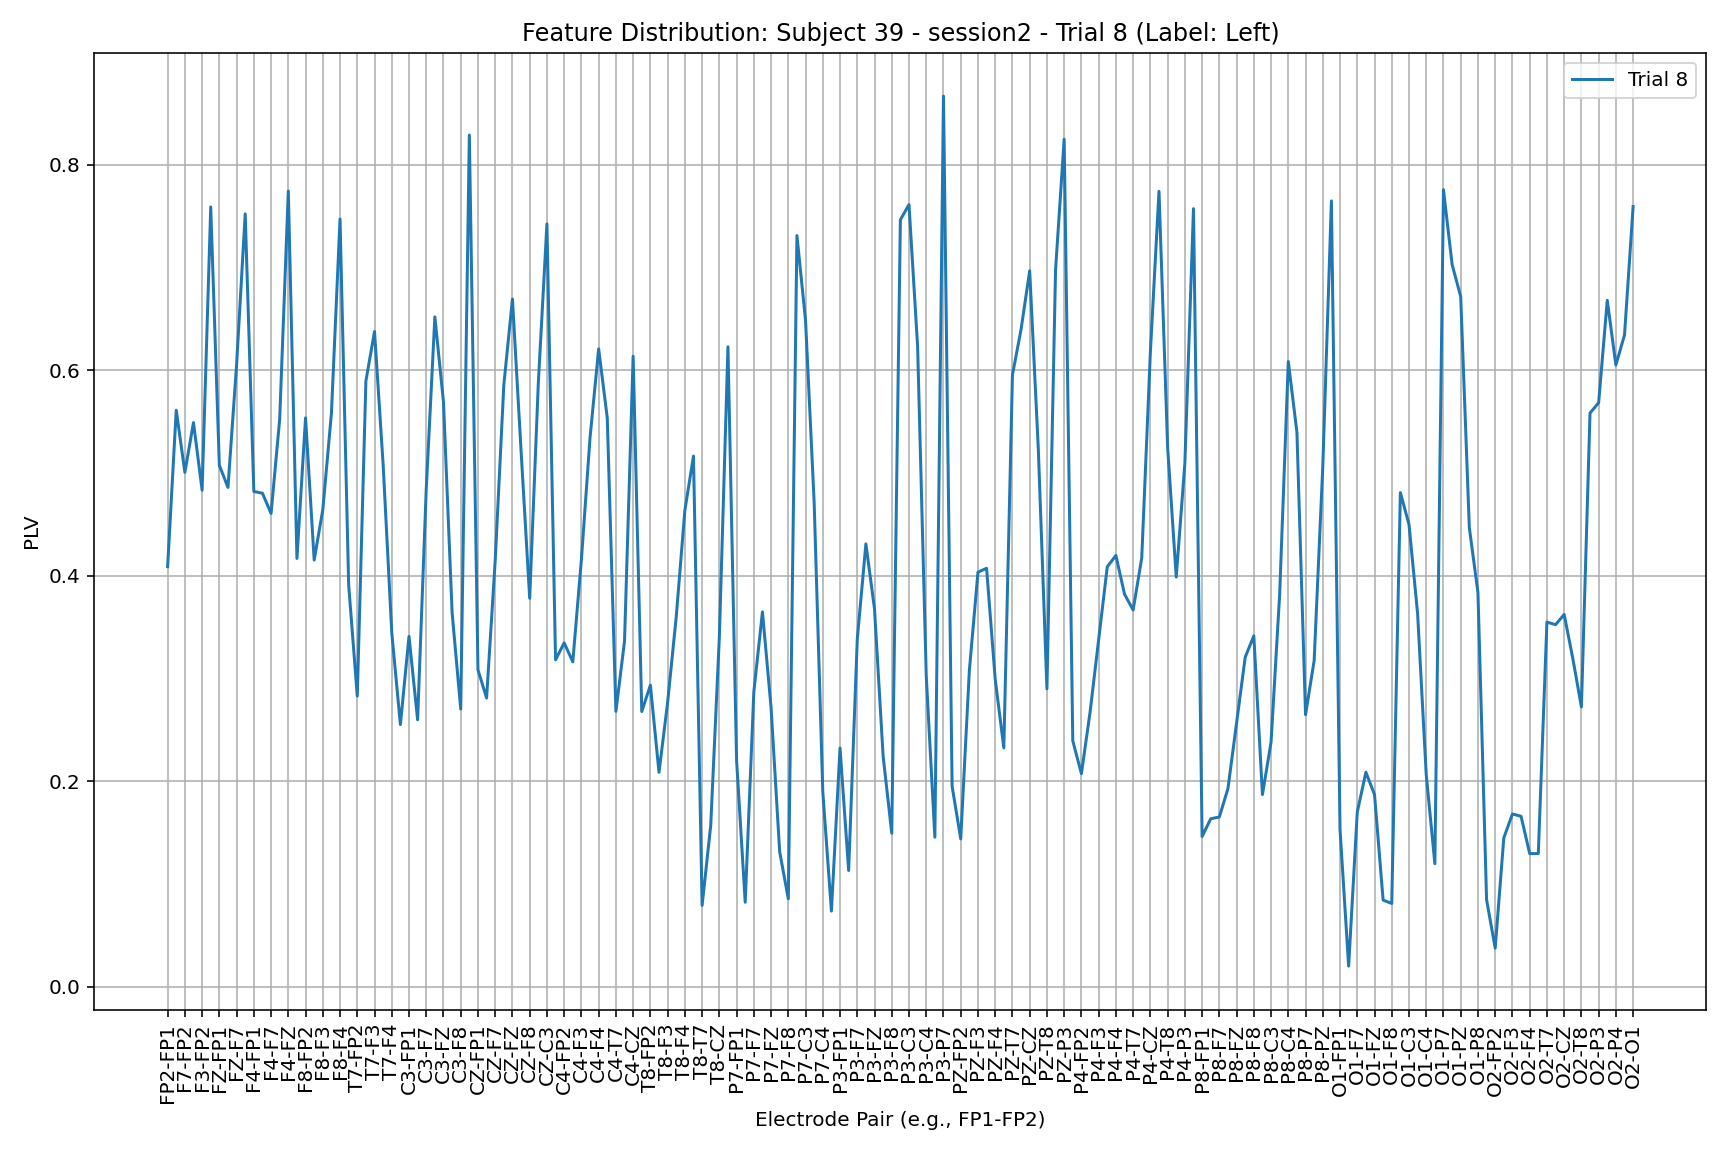 Feature Distribution: Subject 39 - session2 - Trial 8 (Label: Left)
Trial 8
PLV
0.8
0.6
0.4
0.2
0.0
FP2-FP1
F7-FP2
F3-FP2
FZ-FP1
FZ-F7
F4-FP1
F4-F7
F4-FZ
F8-FP2
F8-F3
F8-F4
T7-FP2
T7-F3
T7-F4
C3-FP1
C3-F7
C3-FZ
C3-F8
CZ-FP1
CZ-F7
CZ-FZ
CZ-F8
CZ-C3
C4-FP2
C4-F3
C4-F4
C4-T7
C4-CZ
T8-FP2
T8-F3
T8-F4
T8-T7
T8-CZ
P7-FP1
P7-F7
P7-FZ
P7-F8
P7-C3
P7-C4
P3-FP1
P3-F7
P3-FZ
P3-F8
P3-C3
P3-C4
P3-P7
PZ-FP2
PZ-F3
PZ-F4
PZ-T7
PZ-CZ
PZ-T8
PZ-P3
P4-FP2
P4-F3
P4-F4
P4-T7
P4-CZ
P4-T8
P4-P3
P8-FP1
P8-F7
P8-FZ
P8-F8
P8-C3
P8-C4
P8-P7
P8-PZ
O1-FP1
O1-F7
O1-FZ
O1-F8
O1-C3
O1-C4
O1-P7
O1-PZ
O1-P8
O2-FP2
O2-F3
O2-F4
O2-T7
O2-CZ
O2-T8
O2-P3
O2-P4
O2-O1
Electrode Pair (e.g., FP1-FP2)